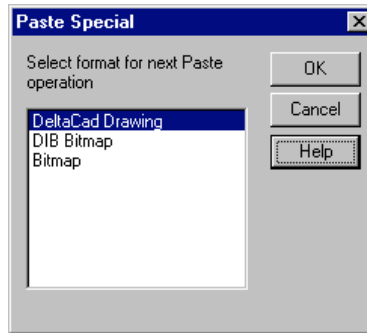 Paste Special
Select format for next Paste
operation
OK
Cancel
Help
DeltaCad Drawing
DIB Bitmap
Bitmap